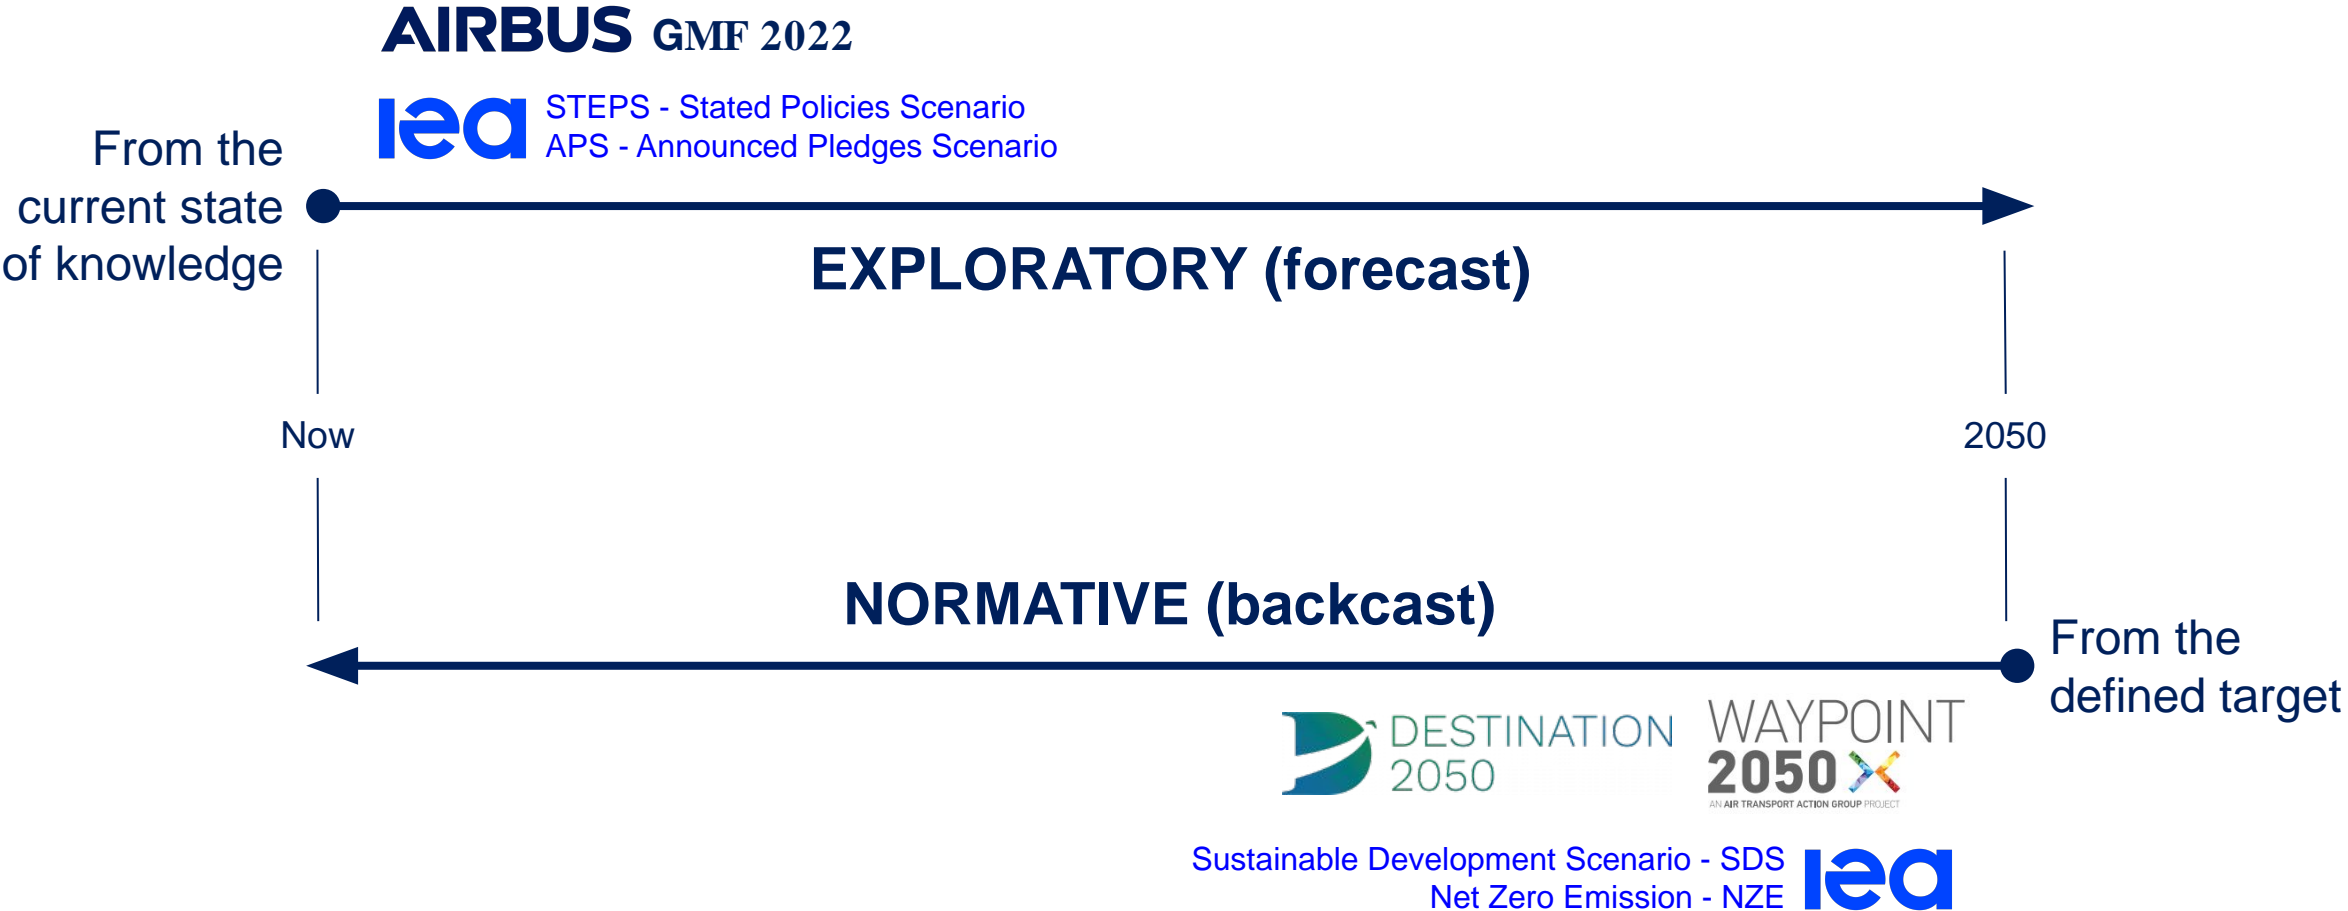 AIRBUS GMF 2022
iea STEPS - Stated Policies Scenario
APS - Announced Pledges Scenario
From the
current state
of knowledge
EXPLORATORY (forecast)
Now
2050
NORMATIVE (backcast)
From the
defined target
DESTINATION
2050
WAYPOINT
2050
AN AIR TRANSPORT ACTION GROUP PROJECT
Sustainable Development Scenario - SDS
Net Zero Emission - NZE
iea